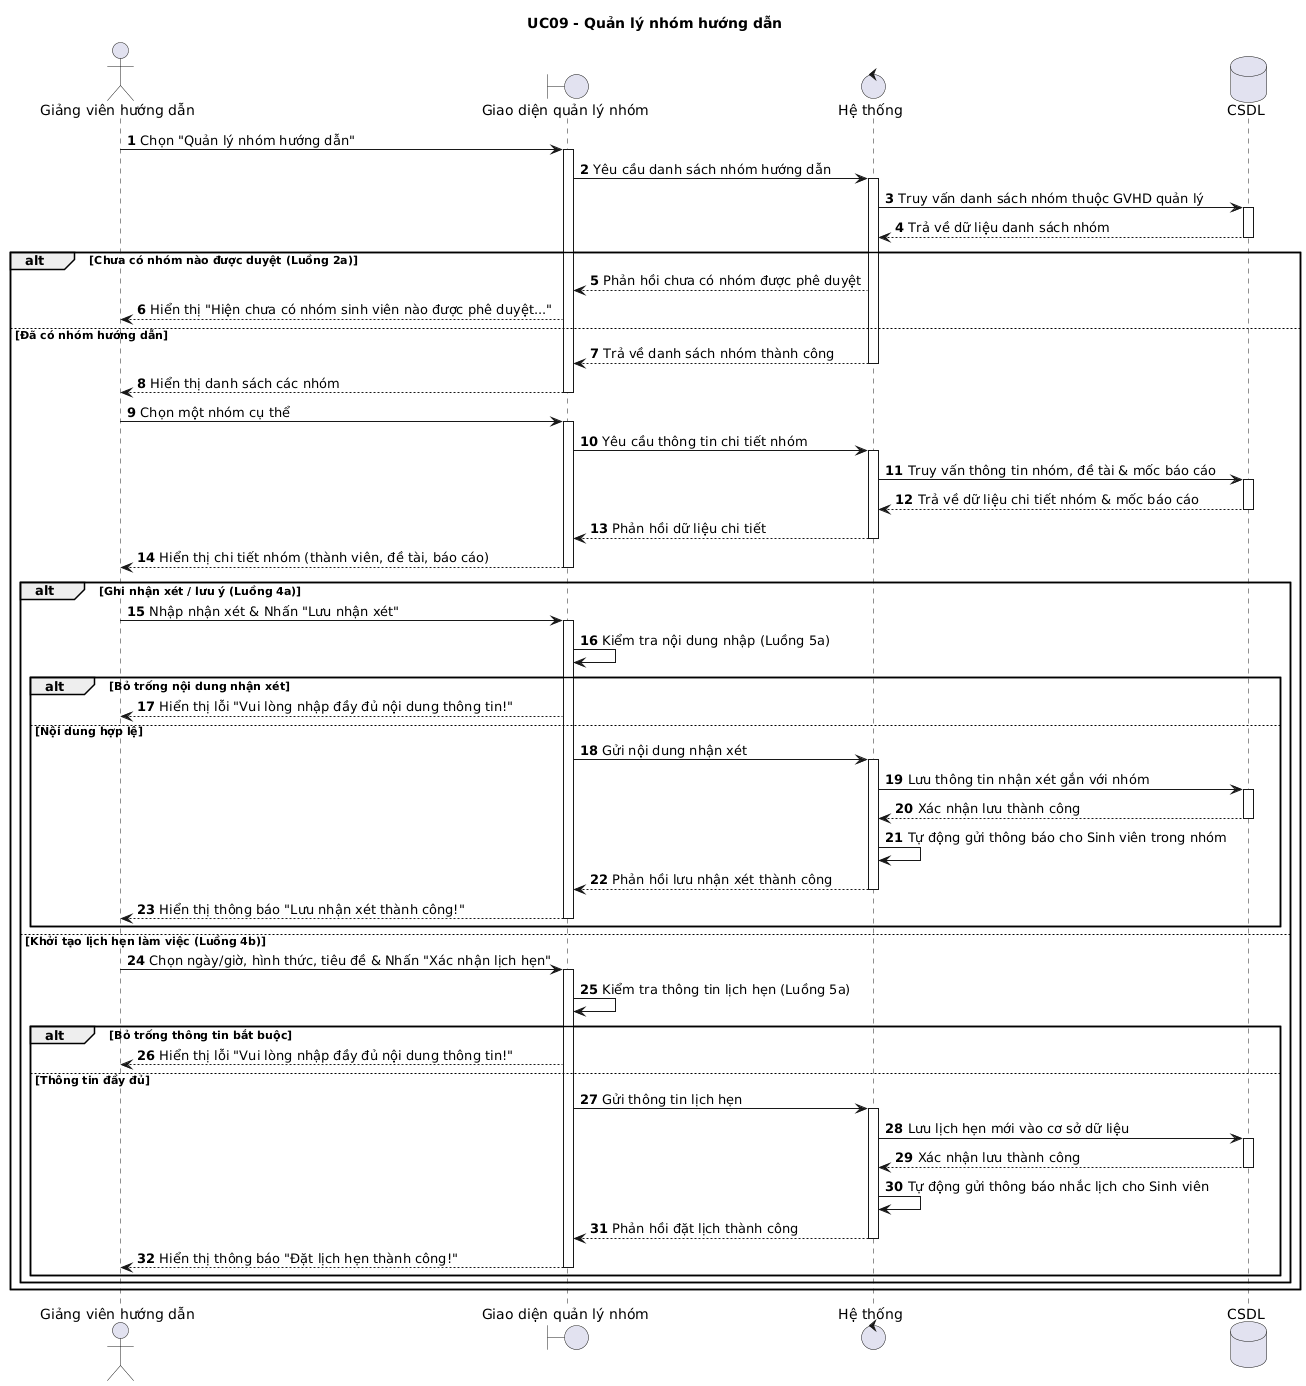 UC09 - Quản lý nhóm hướng dẫn
Giảng viên hướng dẫn
Giao diện quản lý nhóm
Hệ thống
CSDL
1 Chọn "Quản lý nhóm hướng dẫn"
2 Yêu cầu danh sách nhóm hướng dẫn
3 Truy vấn danh sách nhóm thuộc GVHD quản lý
4 Trả về dữ liệu danh sách nhóm
alt [Chưa có nhóm nào được duyệt (Luồng 2a)]
5 Phản hồi chưa có nhóm được phê duyệt
6 Hiển thị "Hiện chưa có nhóm sinh viên nào được phê duyệt..."
[Đã có nhóm hướng dẫn]
7 Trả về danh sách nhóm thành công
8 Hiển thị danh sách các nhóm
9 Chọn một nhóm cụ thể
10 Yêu cầu thông tin chi tiết nhóm
11 Truy vấn thông tin nhóm, đề tài & mốc báo cáo
12 Trả về dữ liệu chi tiết nhóm & mốc báo cáo
13 Phản hồi dữ liệu chi tiết
14 Hiển thị chi tiết nhóm (thành viên, đề tài, báo cáo)
alt [Ghi nhận xét / lưu ý (Luồng 4a)]
15 Nhập nhận xét & Nhấn "Lưu nhận xét"
16 Kiểm tra nội dung nhập (Luồng 5a)
alt [Bỏ trống nội dung nhận xét]
17 Hiển thị lỗi "Vui lòng nhập đầy đủ nội dung thông tin!"
[Nội dung hợp lệ]
18 Gửi nội dung nhận xét
19 Lưu thông tin nhận xét gắn với nhóm
20 Xác nhận lưu thành công
21 Tự động gửi thông báo cho Sinh viên trong nhóm
22 Phản hồi lưu nhận xét thành công
23 Hiển thị thông báo "Lưu nhận xét thành công!"
[Khởi tạo lịch hẹn làm việc (Luồng 4b)]
24 Chọn ngày/giờ, hình thức, tiêu đề & Nhấn "Xác nhận lịch hẹn"
25 Kiểm tra thông tin lịch hẹn (Luồng 5a)
alt [Bỏ trống thông tin bắt buộc]
26 Hiển thị lỗi "Vui lòng nhập đầy đủ nội dung thông tin!"
[Thông tin đầy đủ]
27 Gửi thông tin lịch hẹn
28 Lưu lịch hẹn mới vào cơ sở dữ liệu
29 Xác nhận lưu thành công
30 Tự động gửi thông báo nhắc lịch cho Sinh viên
31 Phản hồi đặt lịch thành công
32 Hiển thị thông báo "Đặt lịch hẹn thành công!"
Giảng viên hướng dẫn
Giao diện quản lý nhóm
Hệ thống
CSDL